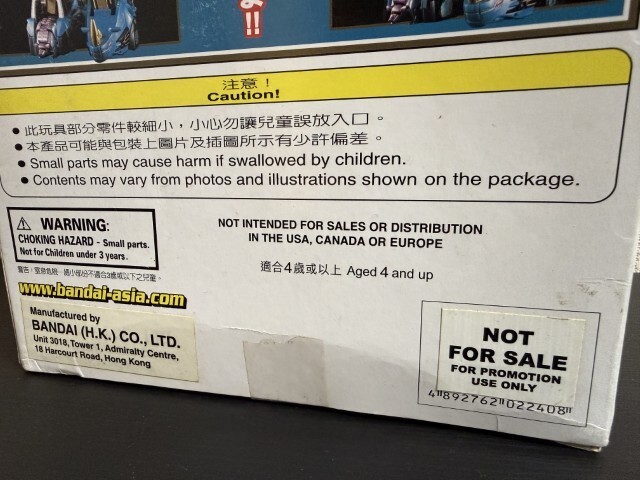 よ!!
注意！
Caution!
● 此玩具部分零件較細小，小心勿讓兒童誤放入口。
● 本產品可能與包裝上圖片及插圖所示有少許偏差。
● Small parts may cause harm if swallowed by children.
● Contents may vary from photos and illustrations shown on the package.
⚠ WARNING:
CHOKING HAZARD - Small parts.
Not for Children under 3 years.
NOT INTENDED FOR SALES OR DISTRIBUTION
IN THE USA, CANADA OR EUROPE
適合4歲或以上 Aged 4 and up
www.bandai-asia.com
Manufactured by
BANDAI (H.K.) CO., LTD.
Unit 3018, Tower 1, Admiralty Centre,
18 Harcourt Road, Hong Kong
NOT
FOR SALE
FOR PROMOTION
USE ONLY
4 892762 022408